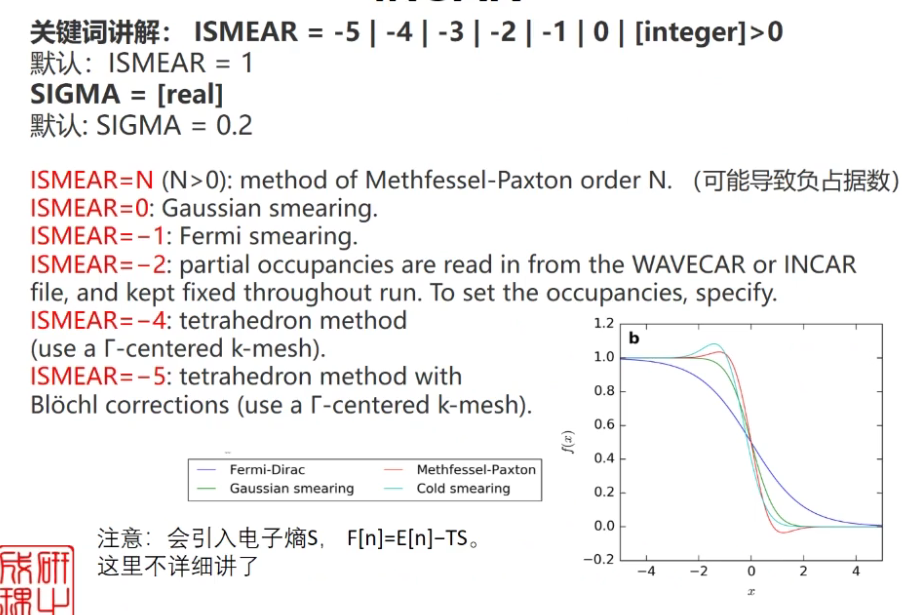 关键词讲解： ISMEAR = -5 | -4 | -3 | -2 | -1 | 0 | [integer]>0
默认：ISMEAR = 1
SIGMA = [real]
默认: SIGMA = 0.2
ISMEAR=N (N>0): method of Methfessel-Paxton order N. （可能导致负占据数）
ISMEAR=0: Gaussian smearing.
ISMEAR=−1: Fermi smearing.
ISMEAR=−2: partial occupancies are read in from the WAVECAR or INCAR
file, and kept fixed throughout run. To set the occupancies, specify.
ISMEAR=−4: tetrahedron method
(use a Γ-centered k-mesh).
ISMEAR=−5: tetrahedron method with
Blöchl corrections (use a Γ-centered k-mesh).
b
1.2
1.0
0.8
0.6
0.4
0.2
0.0
−0.2
f(x)
−4 −2 0 2 4
x
Fermi-Dirac Methfessel-Paxton
Gaussian smearing Cold smearing
注意：会引入电子熵S， F[n]=E[n]−TS。
这里不详细讲了